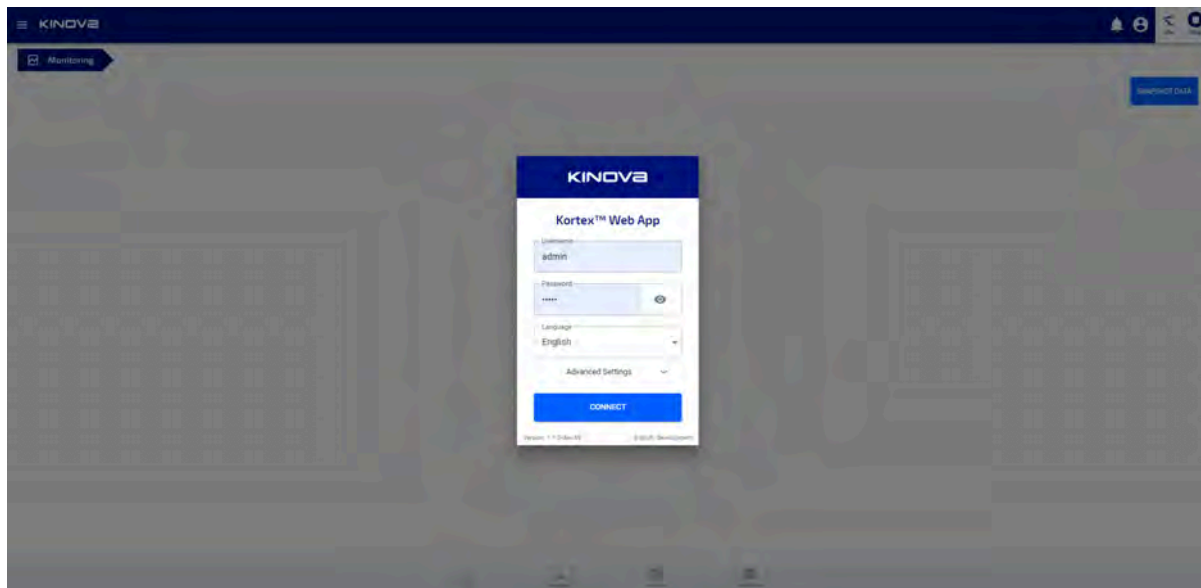 KINOVA
Monitoring
SNAPSHOT DATA
KINOVA
Kortex™ Web App
Username
admin
Password
•••••
Language
English
Advanced Settings
CONNECT